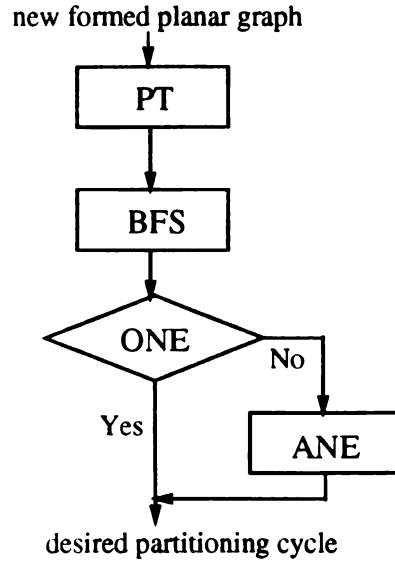 new formed planar graph
PT
BFS
ONE
No
Yes
ANE
desired partitioning cycle